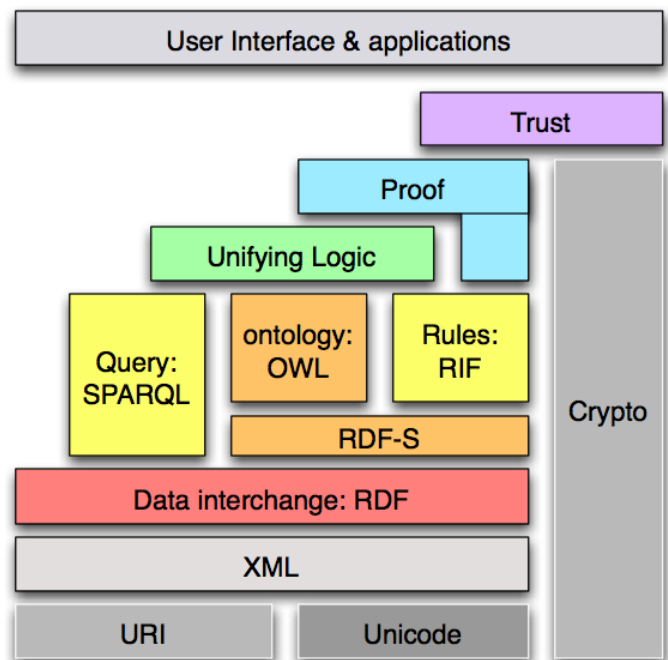 User Interface & applications
Trust
Proof
Unifying Logic
Query:
SPARQL
ontology:
OWL
Rules:
RIF
Crypto
RDF-S
Data interchange: RDF
XML
URI
Unicode